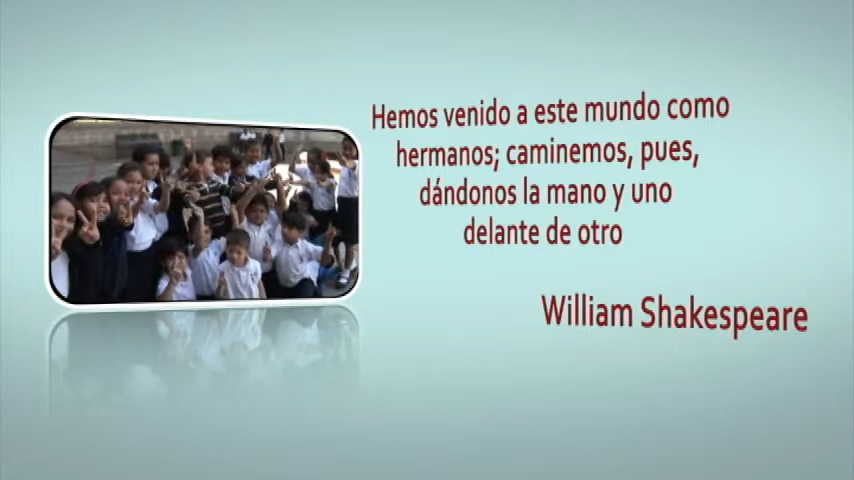 Hemos venido a este mundo como
hermanos; caminemos, pues,
dándonos la mano y uno
delante de otro
William Shakespeare